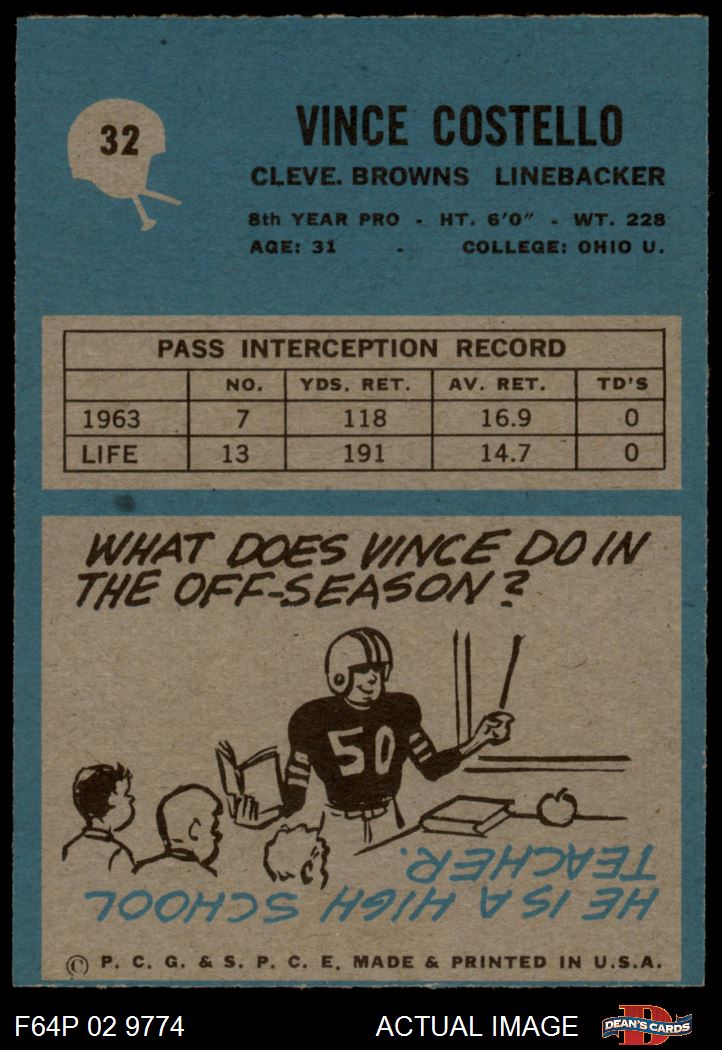 32
VINCE COSTELLO
CLEVE. BROWNS LINEBACKER
8th YEAR PRO - HT. 6'0" - WT. 228
AGE: 31 - COLLEGE: OHIO U.
PASS INTERCEPTION RECORD
NO. YDS. RET. AV. RET. TD'S
1963 7 118 16.9 0
LIFE 13 191 14.7 0
WHAT DOES VINCE DO IN
THE OFF-SEASON?
50
HE IS A HIGH SCHOOL
TEACHER.
© P. C. G. & S. P. C. E. MADE & PRINTED IN U.S.A.
F64P 02 9774 ACTUAL IMAGE
D
DEAN'S CARDS